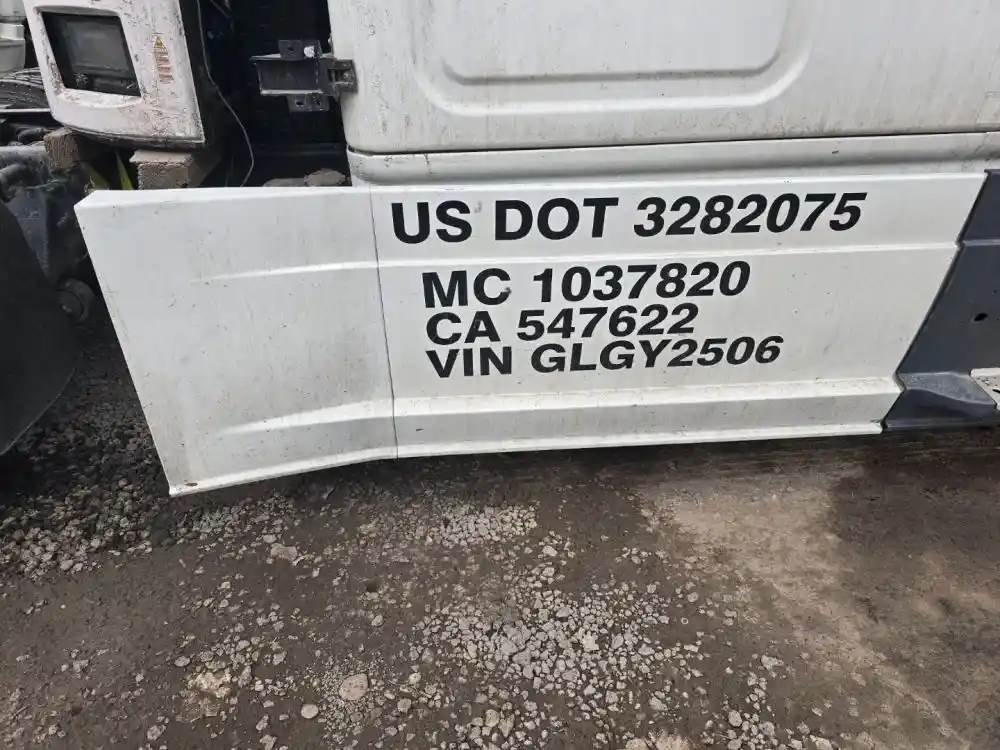 US DOT 3282075
MC 1037820
CA 547622
VIN GLGY2506